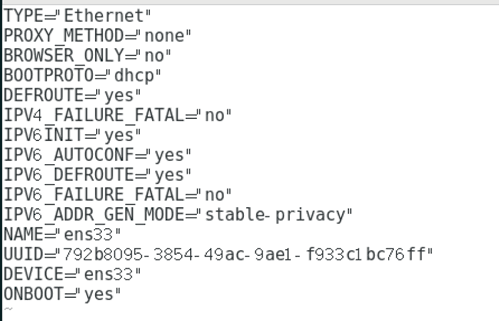 TYPE="Ethernet"
PROXY_METHOD="none"
BROWSER_ONLY="no"
BOOTPROTO="dhcp"
DEFROUTE="yes"
IPV4_FAILURE_FATAL="no"
IPV6INIT="yes"
IPV6_AUTOCONF="yes"
IPV6_DEFROUTE="yes"
IPV6_FAILURE_FATAL="no"
IPV6_ADDR_GEN_MODE="stable-privacy"
NAME="ens33"
UUID="792b8095-3854-49ac-9ae1-f933c1bc76ff"
DEVICE="ens33"
ONBOOT="yes"
~